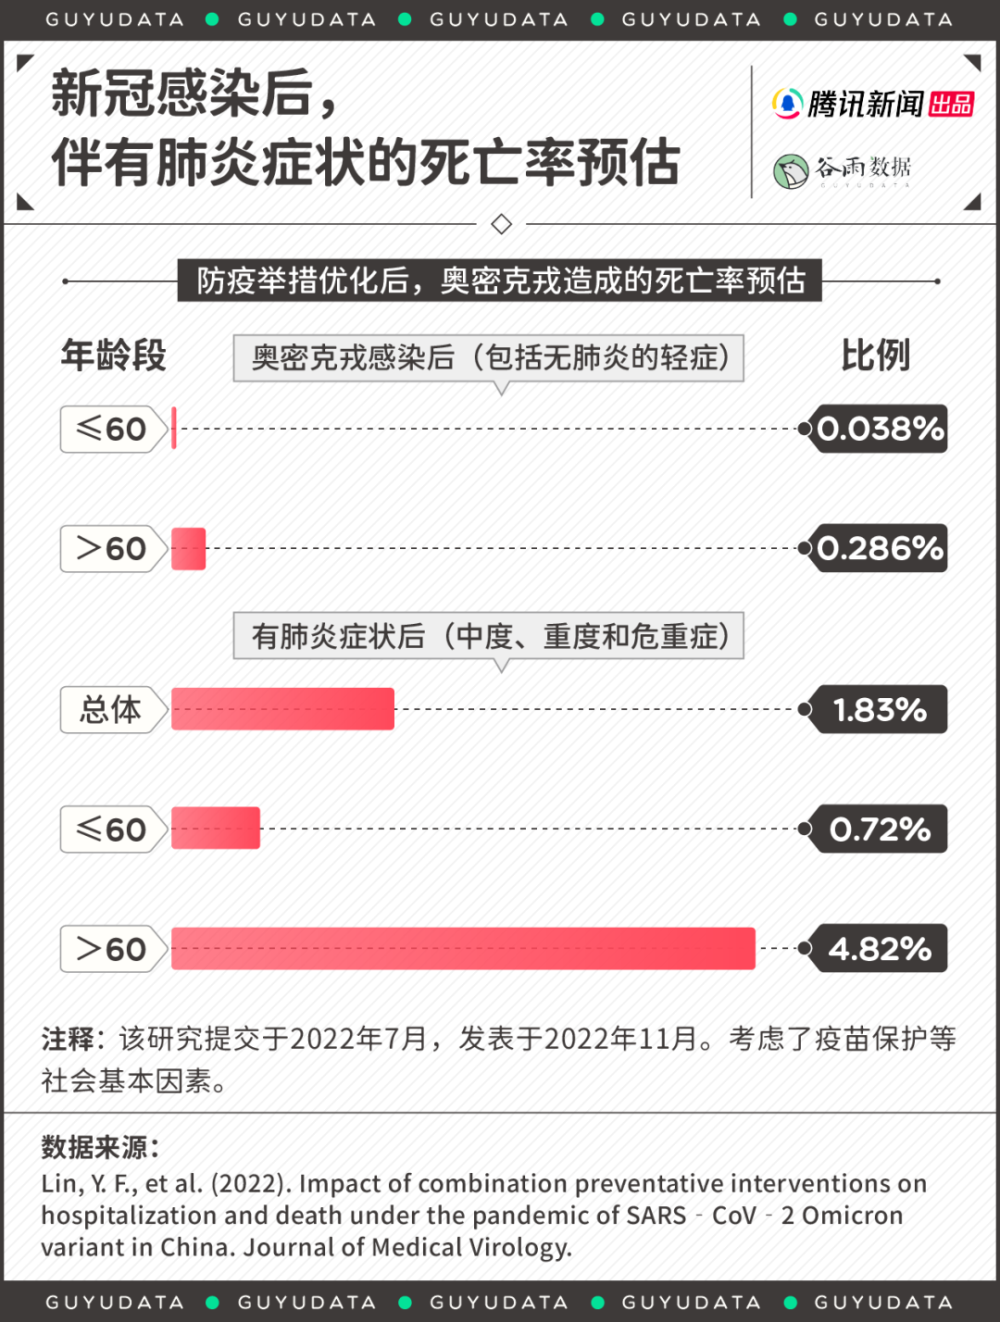 GUYUDATA GUYUDATA GUYUDATA GUYUDATA GUYUDATA
新冠感染后，
伴有肺炎症状的死亡率预估
腾讯新闻 出品
谷雨数据
GUYUDATA
防疫举措优化后，奥密克戎造成的死亡率预估
年龄段
奥密克戎感染后（包括无肺炎的轻症）
比例
≤60 0.038%
＞60 0.286%
有肺炎症状后（中度、重度和危重症）
总体 1.83%
≤60 0.72%
＞60 4.82%
注释：该研究提交于2022年7月，发表于2022年11月。考虑了疫苗保护等
社会基本因素。
数据来源：
Lin, Y. F., et al. (2022). Impact of combination preventative interventions on
hospitalization and death under the pandemic of SARS‐CoV‐2 Omicron
variant in China. Journal of Medical Virology.
GUYUDATA GUYUDATA GUYUDATA GUYUDATA GUYUDATA